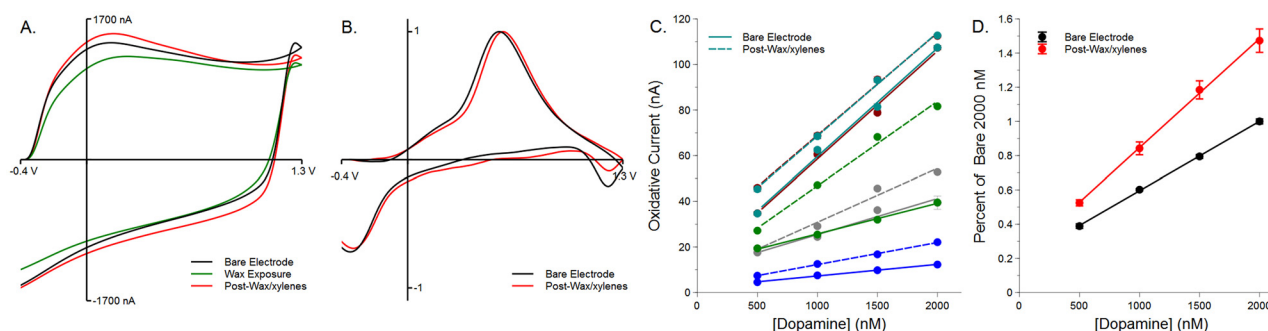 A.
1700 nA
-0.4 V
1.3 V
-1700 nA
Bare Electrode
Wax Exposure
Post-Wax/xylenes
B.
1
-0.4 V
1.3 V
-1
Bare Electrode
Post-Wax/xylenes
C.
Oxidative Current (nA)
120
100
80
60
40
20
0
Bare Electrode
Post-Wax/xylenes
500
1000
1500
2000
[Dopamine] (nM)
D.
Percent of Bare 2000 nM
1.6
1.4
1.2
1
0.8
0.6
0.4
0.2
0
Bare Electrode
Post-Wax/xylenes
500
1000
1500
2000
[Dopamine] (nM)